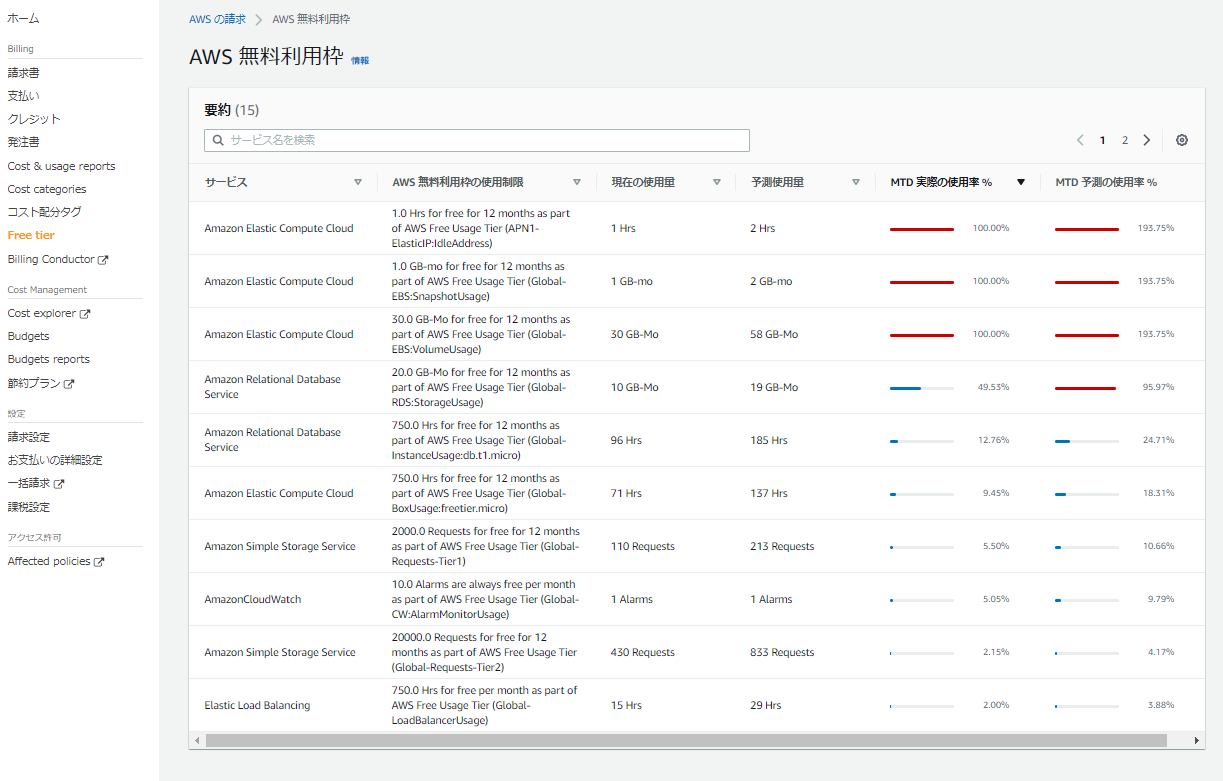 ホーム
Billing
請求書
支払い
クレジット
発注書
Cost & usage reports
Cost categories
コスト配分タグ
Free tier
Billing Conductor
Cost Management
Cost explorer
Budgets
Budgets reports
節約プラン
設定
請求設定
お支払いの詳細設定
一括請求
課税設定
アクセス許可
Affected policies
AWS の請求 AWS 無料利用枠
AWS 無料利用枠 情報
要約 (15)
サービス名を検索
1 2
サービス AWS 無料利用枠の使用制限 現在の使用量 予測使用量 MTD 実際の使用率 % MTD 予測の使用率 %
1.0 Hrs for free for 12 months as part
Amazon Elastic Compute Cloud of AWS Free Usage Tier (APN1- 1 Hrs 2 Hrs 100.00% 193.75%
ElasticIP:IdleAddress)
1.0 GB-mo for free for 12 months as
Amazon Elastic Compute Cloud part of AWS Free Usage Tier (Global- 1 GB-mo 2 GB-mo 100.00% 193.75%
EBS:SnapshotUsage)
30.0 GB-Mo for free for 12 months as
Amazon Elastic Compute Cloud part of AWS Free Usage Tier (Global- 30 GB-Mo 58 GB-Mo 100.00% 193.75%
EBS:VolumeUsage)
Amazon Relational Database
Service
20.0 GB-Mo for free for 12 months as
part of AWS Free Usage Tier (Global- 10 GB-Mo 19 GB-Mo 49.53% 95.97%
RDS:StorageUsage)
Amazon Relational Database
Service
750.0 Hrs for free for 12 months as
part of AWS Free Usage Tier (Global- 96 Hrs 185 Hrs 12.76% 24.71%
InstanceUsage:db.t1.micro)
750.0 Hrs for free for 12 months as
Amazon Elastic Compute Cloud part of AWS Free Usage Tier (Global- 71 Hrs 137 Hrs 9.45% 18.31%
BoxUsage:freetier.micro)
2000.0 Requests for free for 12 months
Amazon Simple Storage Service as part of AWS Free Usage Tier (Global- 110 Requests 213 Requests 5.50% 10.66%
Requests-Tier1)
10.0 Alarms are always free per month
AmazonCloudWatch as part of AWS Free Usage Tier (Global- 1 Alarms 1 Alarms 5.05% 9.79%
CW:AlarmMonitorUsage)
20000.0 Requests for free for 12
Amazon Simple Storage Service months as part of AWS Free Usage Tier 430 Requests 833 Requests 2.15% 4.17%
(Global-Requests-Tier2)
750.0 Hrs for free per month as part of
Elastic Load Balancing AWS Free Usage Tier (Global- 15 Hrs 29 Hrs 2.00% 3.88%
LoadBalancerUsage)